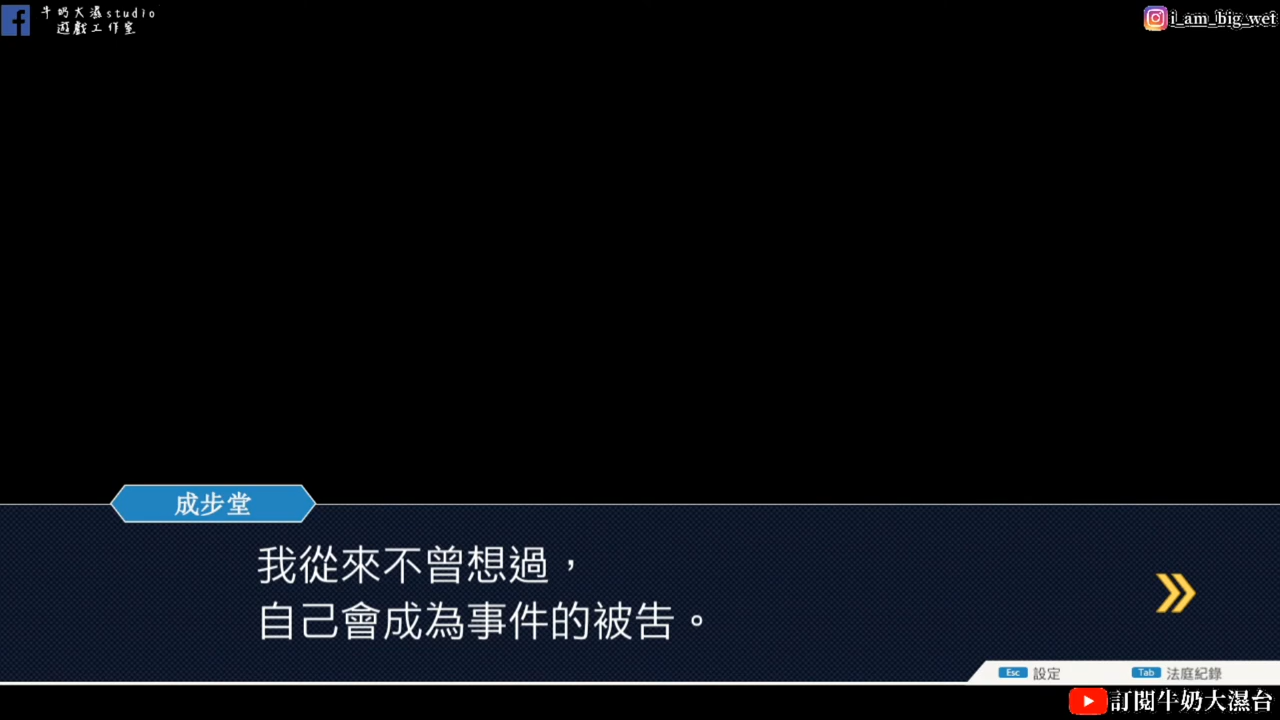 牛奶大濕studio
遊戲工作室
i_am_big_wet
成步堂
我從來不曾想過，
自己會成為事件的被告。
Esc 設定 Tab 法庭紀錄
訂閱牛奶大濕台